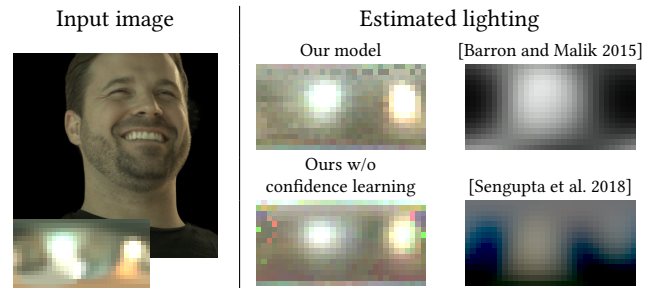 Input image
Estimated lighting
Our model
[Barron and Malik 2015]
Ours w/o
confidence learning
[Sengupta et al. 2018]